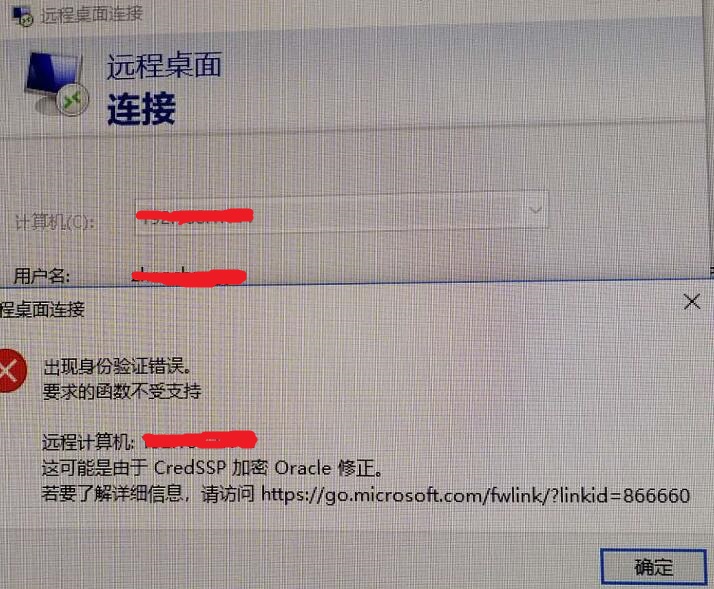 远程桌面连接
远程桌面
连接
计算机(C):
用户名:
程桌面连接
出现身份验证错误。
要求的函数不受支持
远程计算机:
这可能是由于 CredSSP 加密 Oracle 修正。
若要了解详细信息，请访问 https://go.microsoft.com/fwlink/?linkid=866660
确定